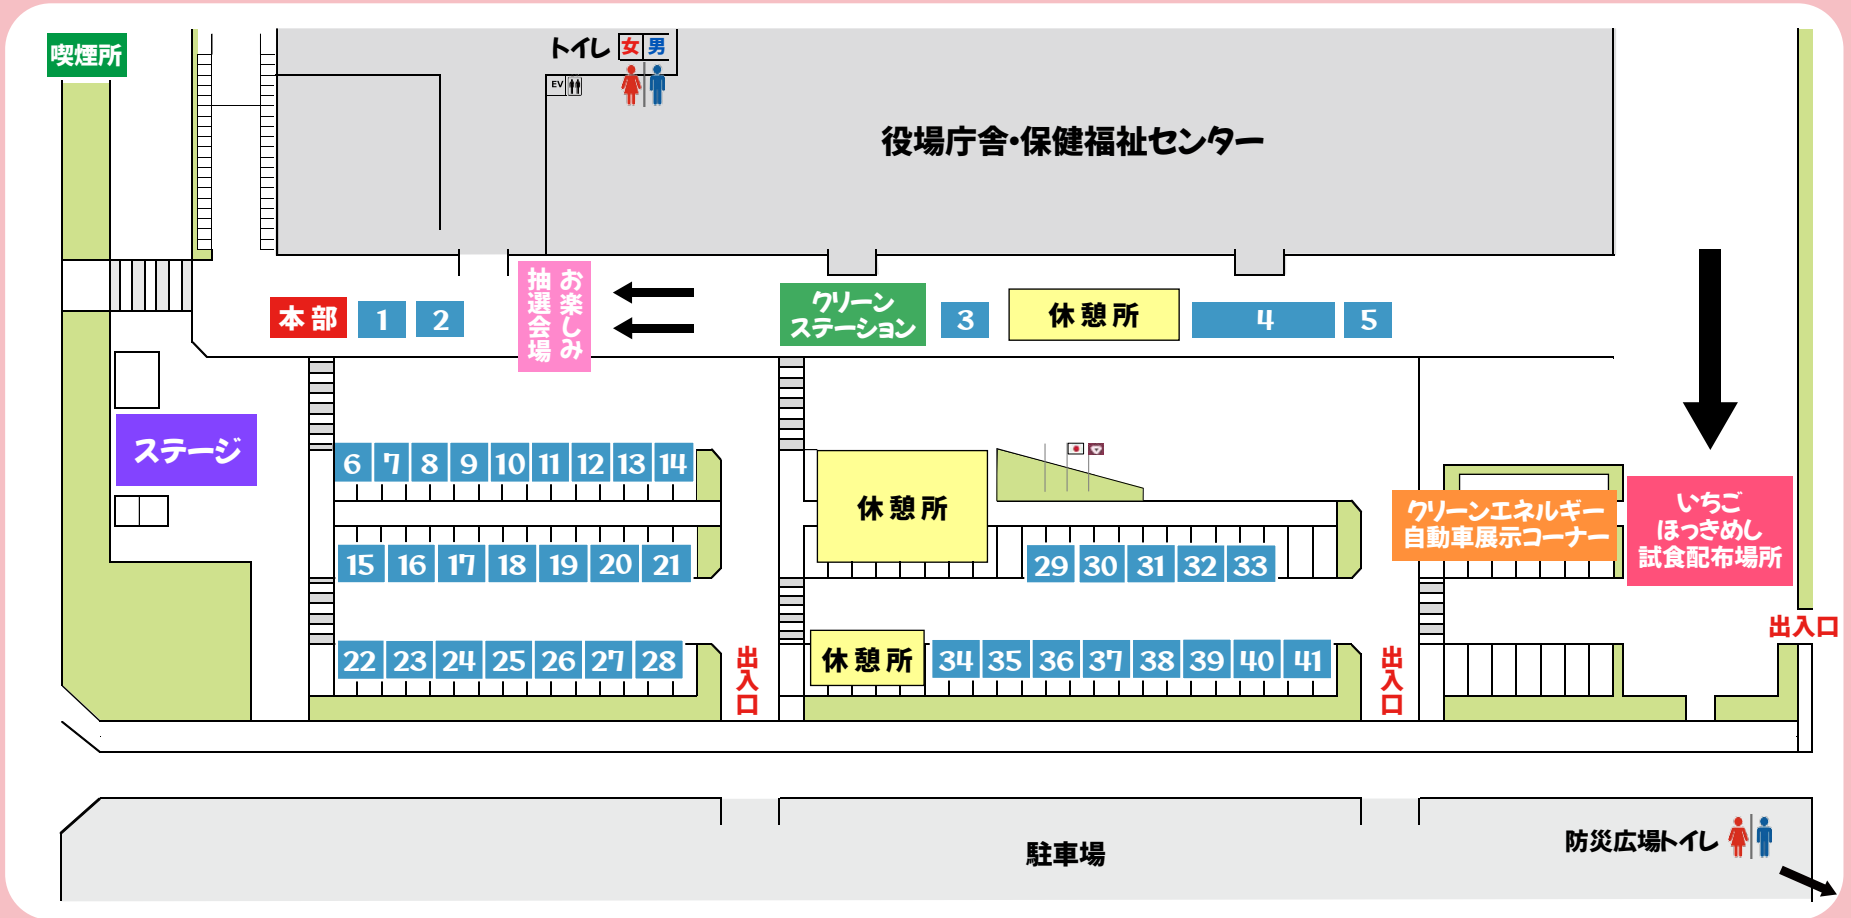 喫煙所
トイレ 女 男
EV
役場庁舎・保健福祉センター
本部
1
2
お楽しみ
抽選会場
クリーン
ステーション
3
休憩所
4
5
ステージ
6 7 8 9 10 11 12 13 14
休憩所
クリーンエネルギー
自動車展示コーナー
いちご
ほっきめし
試食配布場所
15 16 17 18 19 20 21
29 30 31 32 33
出入口
22 23 24 25 26 27 28
出入口
休憩所
34 35 36 37 38 39 40 41
出入口
駐車場
防災広場トイレ